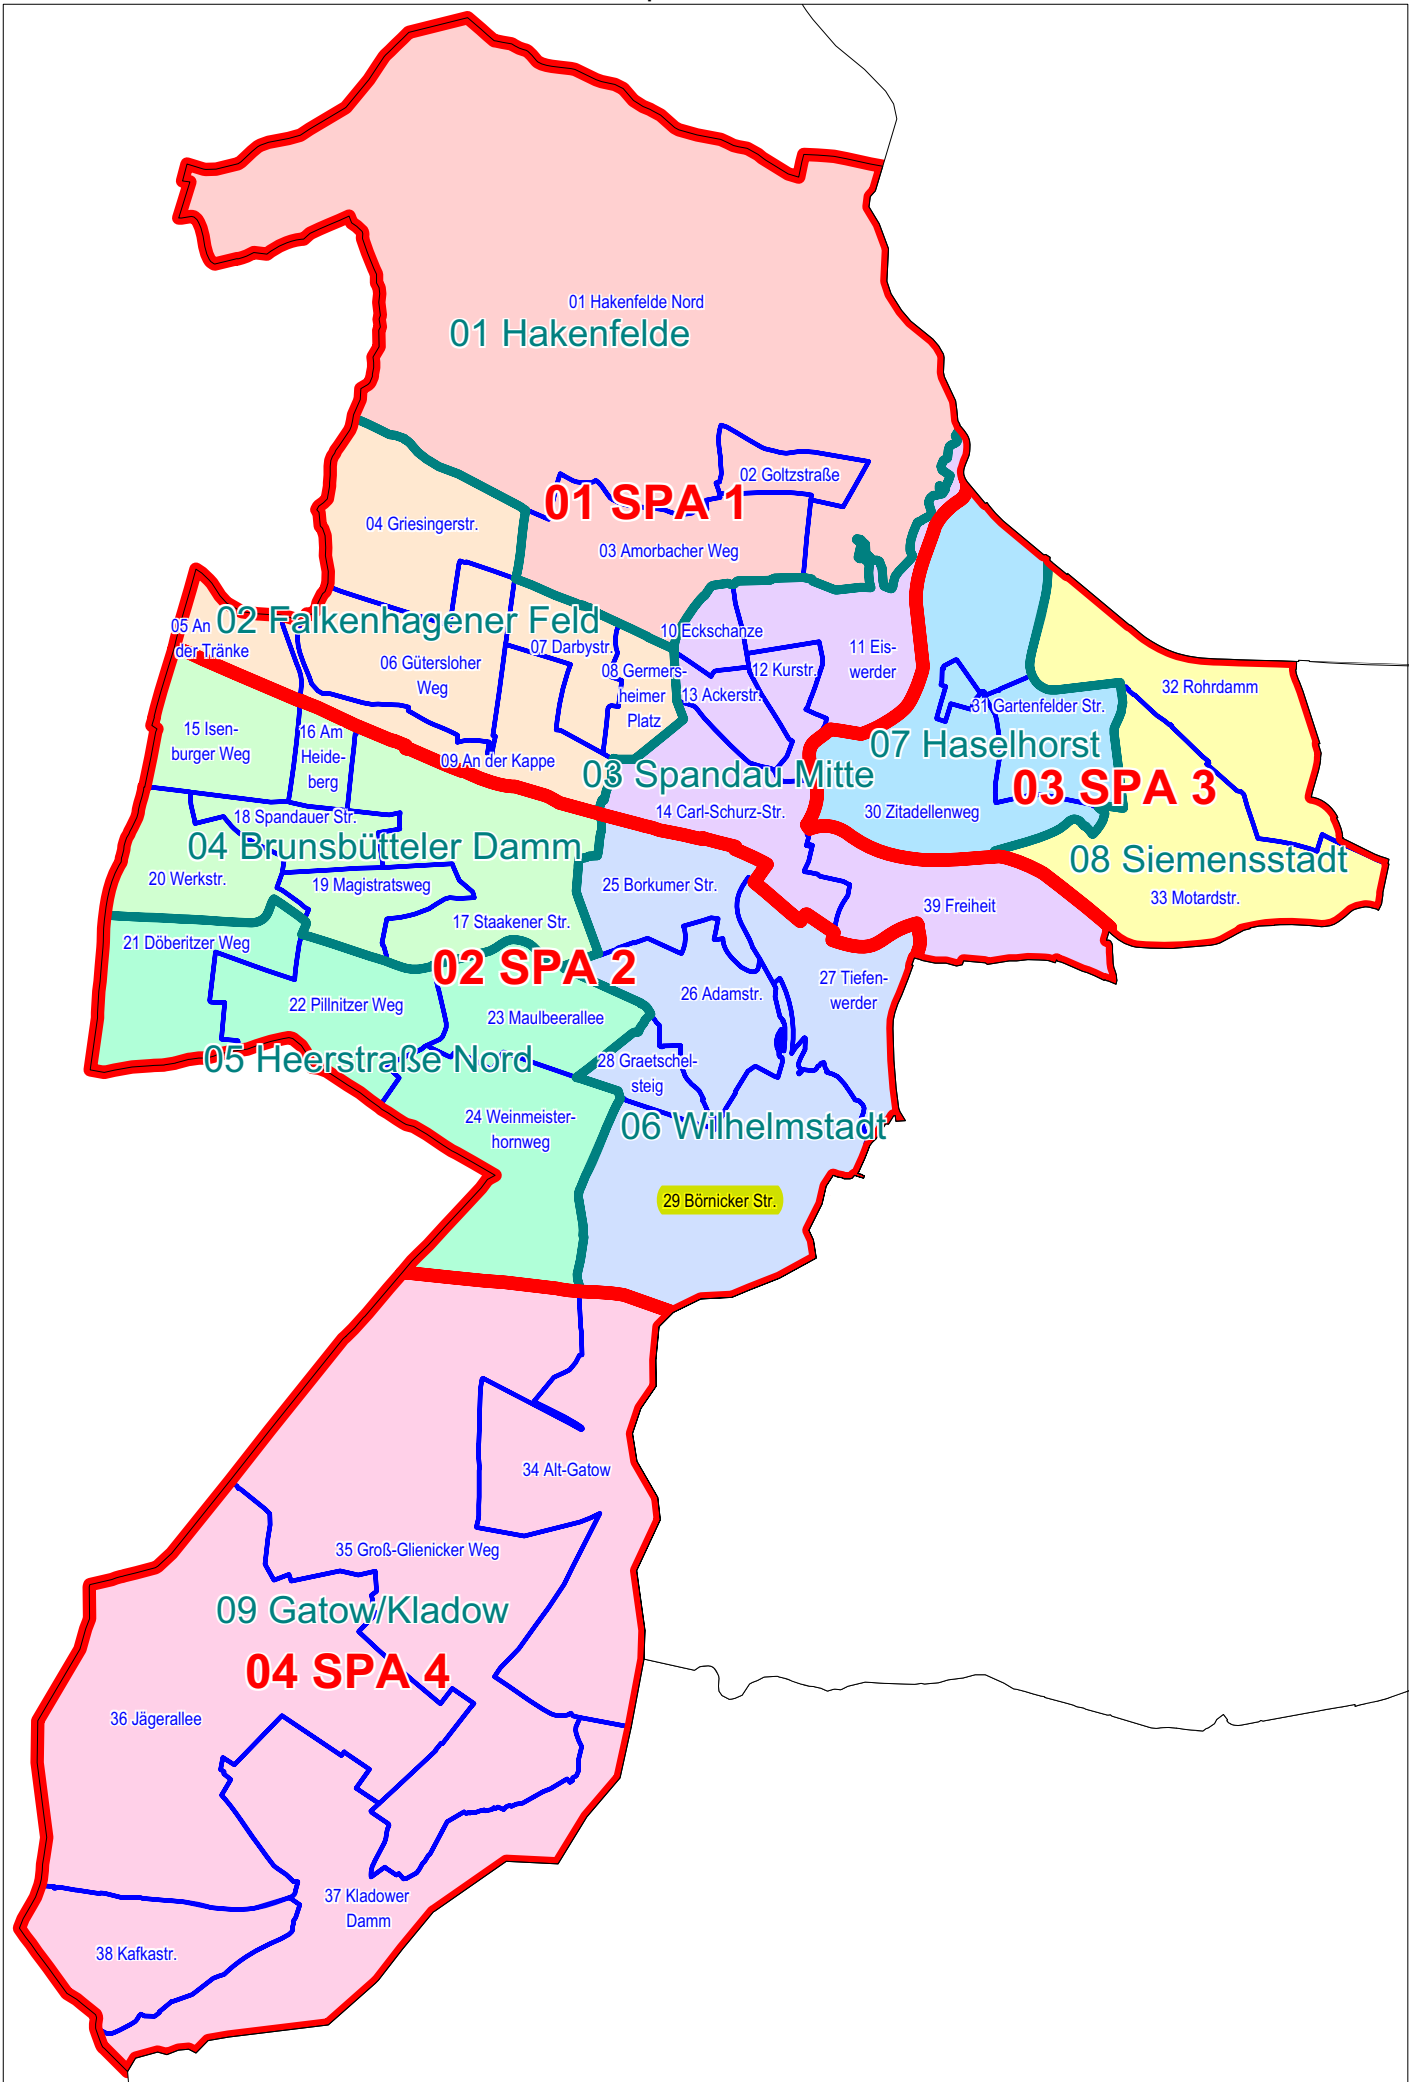 01 Hakenfelde Nord
01 Hakenfelde
02 Goltzstraße
01 SPA 1
04 Griesingerstr.
03 Amorbacher Weg
02 Falkenhagener Feld
05 An
der Tränke
10 Eckschanze
07 Darbystr.
11 Eis-
werder
06 Gütersloher
Weg
08 Germers-
heimer
Platz
12 Kurstr.
13 Ackerstr.
32 Rohrdamm
31 Gartenfelder Str.
15 Isen-
burger Weg
16 Am
Heide-
berg
07 Haselhorst
09 An der Kappe
03 Spandau Mitte
03 SPA 3
14 Carl-Schurz-Str.
30 Zitadellenweg
18 Spandauer Str.
04 Brunsbütteler Damm
08 Siemensstadt
20 Werkstr.
19 Magistratsweg
25 Borkumer Str.
33 Motardstr.
39 Freiheit
17 Staakener Str.
21 Döberitzer Weg
02 SPA 2
27 Tiefen-
werder
26 Adamstr.
22 Pillnitzer Weg
23 Maulbeerallee
05 Heerstraße Nord
28 Graetschel-
steig
24 Weinmeister-
hornweg
06 Wilhelmstadt
29 Börnicker Str.
34 Alt-Gatow
35 Groß-Glienicker Weg
09 Gatow/Kladow
04 SPA 4
36 Jägerallee
37 Kladower
Damm
38 Kafkastr.